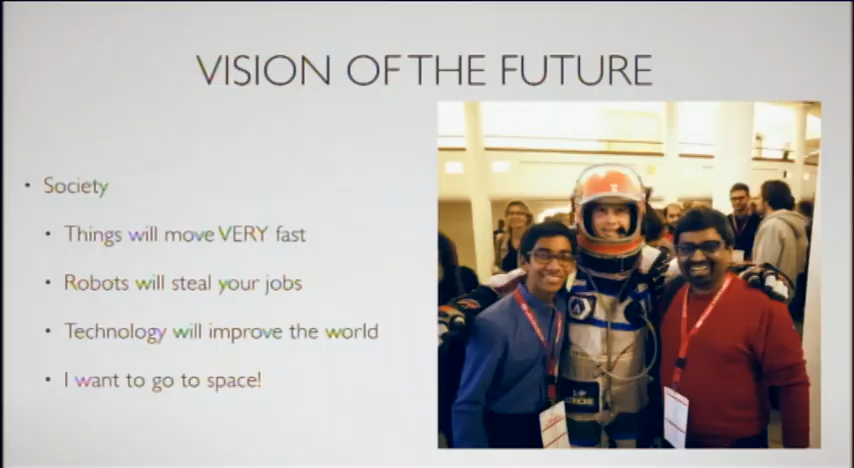 VISION OF THE FUTURE
Society
Things will move VERY fast
Robots will steal your jobs
Technology will improve the world
I want to go to space!